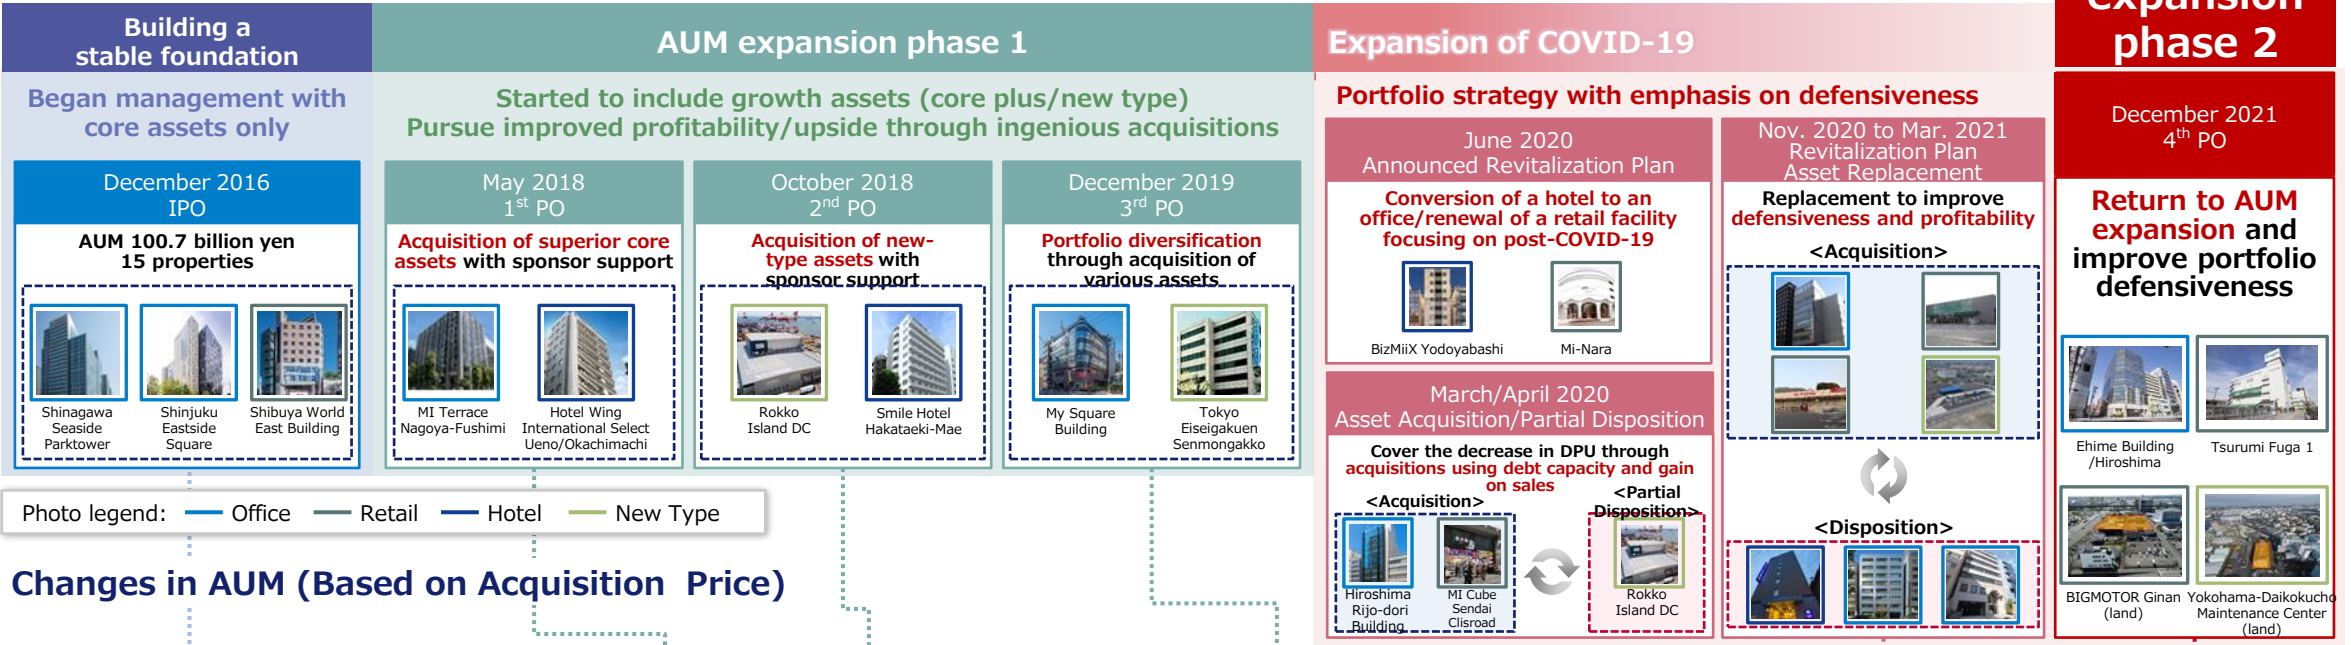 Building a
stable foundation
Began management with
core assets only
December 2016
IPO
AUM 100.7 billion yen
15 properties
Shinagawa
Seaside
Parktower
Shinjuku
Eastside
Square
Shibuya World
East Building
AUM expansion phase 1
Started to include growth assets (core plus/new type)
Pursue improved profitability/upside through ingenious acquisitions
May 2018
1st PO
Acquisition of superior core
assets with sponsor support
MI Terrace
Nagoya-Fushimi
Hotel Wing
International Select
Ueno/Okachimachi
October 2018
2nd PO
Acquisition of new-
type assets with
sponsor support
Rokko
Island DC
Smile Hotel
Hakataeki-Mae
December 2019
3rd PO
Portfolio diversification
through acquisition of
various assets
My Square
Building
Tokyo
Eiseigakuen
Senmongakko
Expansion of COVID-19
Portfolio strategy with emphasis on defensiveness
June 2020
Announced Revitalization Plan
Conversion of a hotel to an
office/renewal of a retail facility
focusing on post-COVID-19
BizMiiX Yodoyabashi
Mi-Nara
March/April 2020
Asset Acquisition/Partial Disposition
Cover the decrease in DPU through
acquisitions using debt capacity and gain
on sales
<Acquisition>
<Partial
Disposition>
Hiroshima
Rijo-dori
Building
MI Cube
Sendai
Clisroad
Rokko
Island DC
Nov. 2020 to Mar. 2021
Revitalization Plan
Asset Replacement
Replacement to improve
defensiveness and profitability
<Acquisition>
<Disposition>
expansion
phase 2
December 2021
4th PO
Return to AUM
expansion and
improve portfolio
defensiveness
Ehime Building
/Hiroshima
Tsurumi Fuga 1
BIGMOTOR Ginan
(land)
Yokohama-Daikokucho
Maintenance Center
(land)
Photo legend:
Office
Retail
Hotel
New Type
Changes in AUM (Based on Acquisition Price)